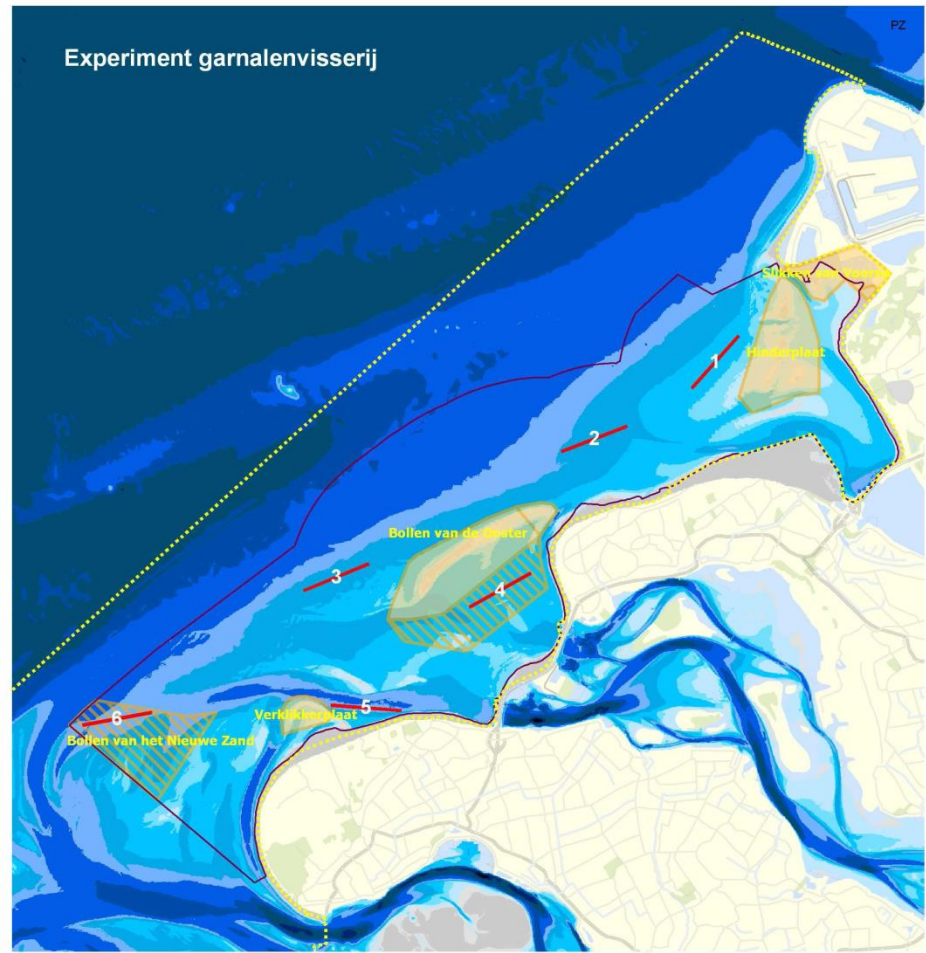 PZ
Experiment garnalenvisserij
Slikken van Voorne
Hinderplaat
1
2
Bollen van de Ooster
3
4
5
Verklikkerplaat
6
Bollen van het Nieuwe Zand